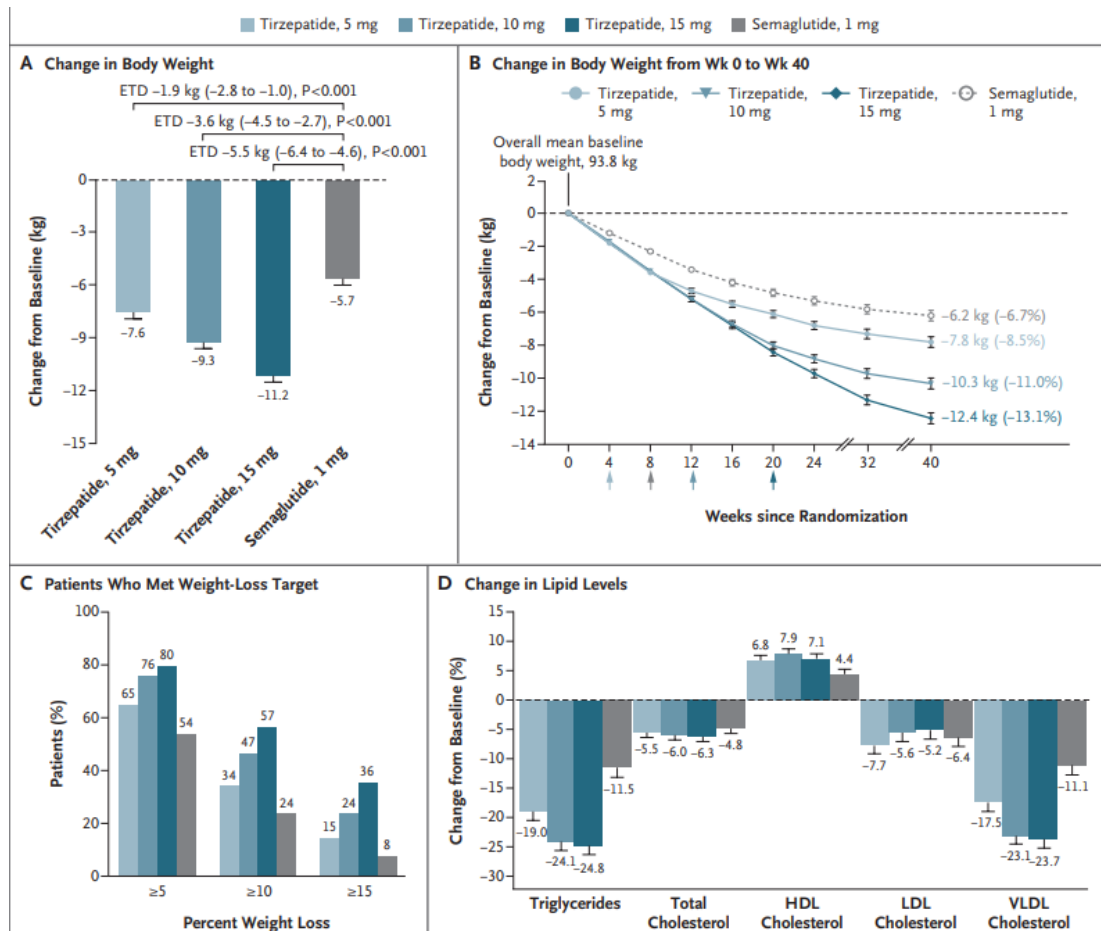 Tirzepatide, 5 mg Tirzepatide, 10 mg Tirzepatide, 15 mg Semaglutide, 1 mg
A Change in Body Weight
ETD −1.9 kg (−2.8 to −1.0), P<0.001
ETD −3.6 kg (−4.5 to −2.7), P<0.001
ETD −5.5 kg (−6.4 to −4.6), P<0.001
Change from Baseline (kg)
0
−3
−6
−9
−12
−15
−7.6
−9.3
−11.2
−5.7
Tirzepatide, 5 mg
Tirzepatide, 10 mg
Tirzepatide, 15 mg
Semaglutide, 1 mg
B Change in Body Weight from Wk 0 to Wk 40
Tirzepatide, 5 mg
Tirzepatide, 10 mg
Tirzepatide, 15 mg
Semaglutide, 1 mg
Overall mean baseline
body weight, 93.8 kg
Change from Baseline (kg)
2
0
−2
−4
−6
−8
−10
−12
−14
−6.2 kg (−6.7%)
−7.8 kg (−8.5%)
−10.3 kg (−11.0%)
−12.4 kg (−13.1%)
0 4 8 12 16 20 24 32 40
Weeks since Randomization
C Patients Who Met Weight-Loss Target
Patients (%)
100
80
60
40
20
0
65 76 80 54
34 47 57 24
15 24 36 8
≥5 ≥10 ≥15
Percent Weight Loss
D Change in Lipid Levels
Change from Baseline (%)
15
10
5
0
−5
−10
−15
−20
−25
−30
−19.0 −24.1 −24.8 −11.5
−5.5 −6.0 −6.3 −4.8
6.8 7.9 7.1 4.4
−7.7 −5.6 −5.2 −6.4
−17.5 −23.1 −23.7 −11.1
Triglycerides
Total
Cholesterol
HDL
Cholesterol
LDL
Cholesterol
VLDL
Cholesterol